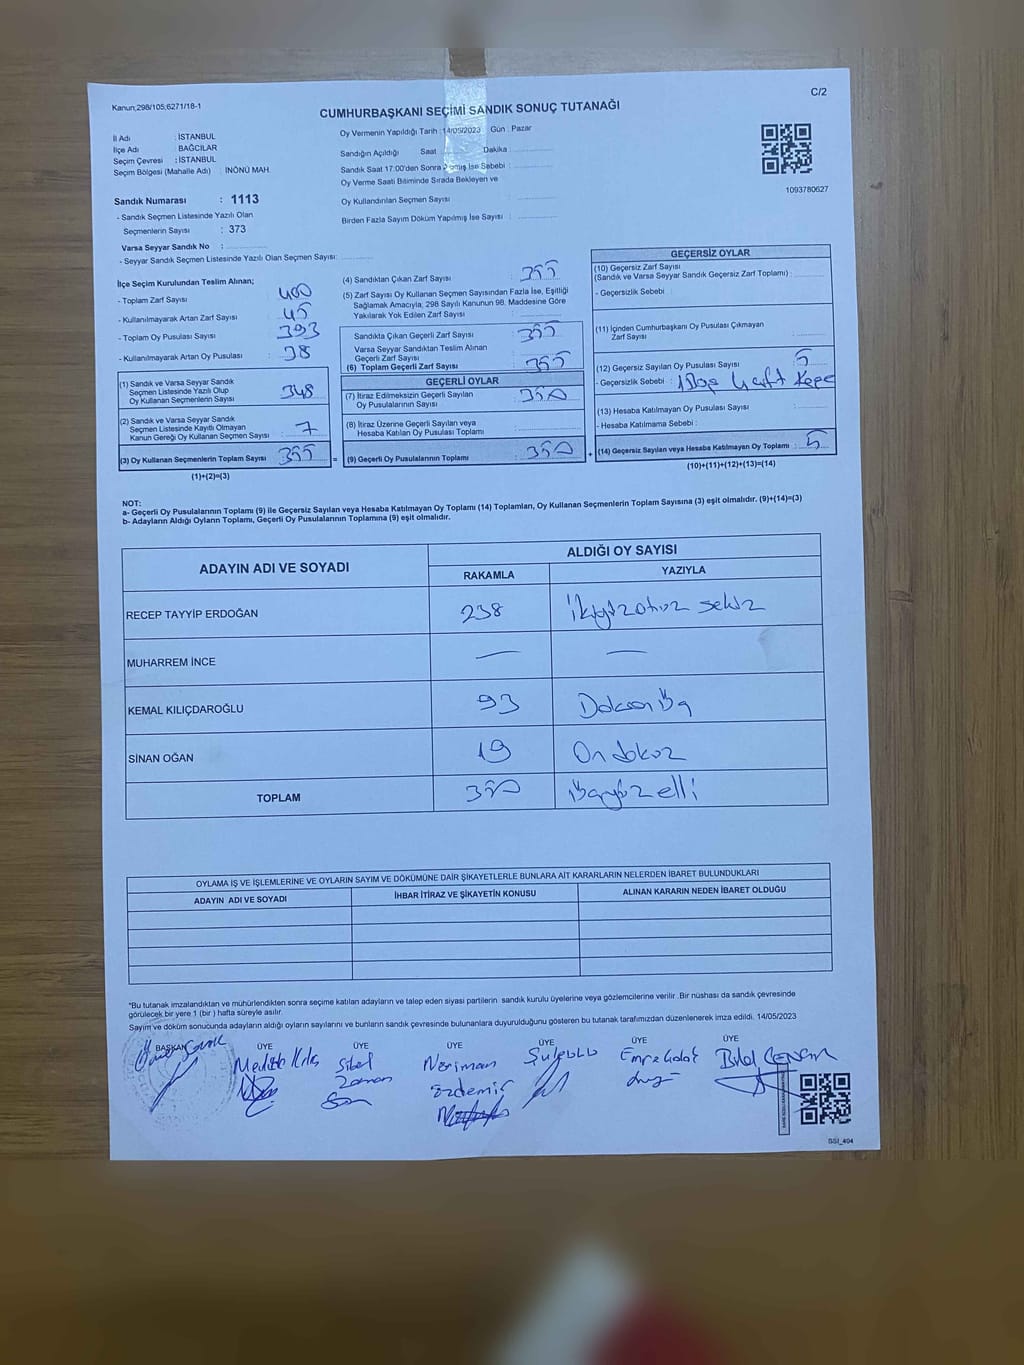 Kanun;298/105;6271/18-1
C/2
CUMHURBAŞKANI SEÇİMİ SANDIK SONUÇ TUTANAĞI
İl Adı : İSTANBUL
İlçe Adı : BAĞCILAR
Seçim Çevresi : İSTANBUL
Seçim Bölgesi (Mahalle Adı) : İNÖNÜ MAH.
Oy Vermenin Yapıldığı Tarih : 14/05/2023 Gün : Pazar
Sandığın Açıldığı Saat Dakika
Sandık Saat 17.00'den Sonra İse Sebebi :
Oy Verme Saati Bitiminde Sırada Bekleyen ve
Oy Kullandırılan Seçmen Sayısı :
Birden Fazla Sayım Döküm Yapılmış İse Sayısı :
1093780627
Sandık Numarası : 1113
- Sandık Seçmen Listesinde Yazılı Olan
Seçmenlerin Sayısı : 373
Varsa Seyyar Sandık No :
- Seyyar Sandık Seçmen Listesinde Yazılı Olan Seçmen Sayısı:
İlçe Seçim Kurulundan Teslim Alınan;
- Toplam Zarf Sayısı : 400
- Kullanılmayarak Artan Zarf Sayısı : 45
- Toplam Oy Pusulası Sayısı : 393
- Kullanılmayarak Artan Oy Pusulası : 38
(1) Sandık ve Varsa Seyyar Sandık
Seçmen Listesinde Yazılı Olup
Oy Kullanan Seçmenlerin Sayısı : 348
(2) Sandık ve Varsa Seyyar Sandık
Seçmen Listesinde Kayıtlı Olmayan
Kanun Gereği Oy Kullanan Seçmen Sayısı : 7
(3) Oy Kullanan Seçmenlerin Toplam Sayısı : 355
(1)+(2)=(3)
=
(4) Sandıktan Çıkan Zarf Sayısı : 355
(5) Zarf Sayısı Oy Kullanan Seçmen Sayısından Fazla İse, Eşitliği
Sağlamak Amacıyla; 298 Sayılı Kanunun 98. Maddesine Göre
Yakılarak Yok Edilen Zarf Sayısı :
Sandıkta Çıkan Geçerli Zarf Sayısı : 355
Varsa Seyyar Sandıktan Teslim Alınan
Geçerli Zarf Sayısı :
(6) Toplam Geçerli Zarf Sayısı : 355
GEÇERLİ OYLAR
(7) İtiraz Edilmeksizin Geçerli Sayılan
Oy Pusulalarının Sayısı : 350
(8) İtiraz Üzerine Geçerli Sayılan veya
Hesaba Katılan Oy Pusulası Toplamı :
(9) Geçerli Oy Pusulalarının Toplamı : 350
+
GEÇERSİZ OYLAR
(10) Geçersiz Zarf Sayısı
(Sandık ve Varsa Seyyar Sandık Geçersiz Zarf Toplamı) :
- Geçersizlik Sebebi :
(11) İçinden Cumhurbaşkanı Oy Pusulası Çıkmayan
Zarf Sayısı :
(12) Geçersiz Sayılan Oy Pusulası Sayısı : 5
- Geçersizlik Sebebi :
(13) Hesaba Katılmayan Oy Pusulası Sayısı :
- Hesaba Katılmama Sebebi :
(14) Geçersiz Sayılan veya Hesaba Katılmayan Oy Toplamı : 5
(10)+(11)+(12)+(13)=(14)
NOT:
a- Geçerli Oy Pusulalarının Toplamı (9) ile Geçersiz Sayılan veya Hesaba Katılmayan Oy Toplamı (14) Toplamları, Oy Kullanan Seçmenlerin Toplam Sayısına (3) eşit olmalıdır. (9)+(14)=(3)
b- Adayların Aldığı Oyların Toplamı, Geçerli Oy Pusulalarının Toplamına (9) eşit olmalıdır.
ADAYIN ADI VE SOYADI
ALDIĞI OY SAYISI
RAKAMLA YAZIYLA
RECEP TAYYİP ERDOĞAN 238 İkiyüzotuz sekiz
MUHARREM İNCE — —
KEMAL KILIÇDAROĞLU 93 Doksan Üç
SİNAN OĞAN 19 On dokuz
TOPLAM 350 Üçyüz elli
OYLAMA İŞ VE İŞLEMLERİNE VE OYLARIN SAYIM VE DÖKÜMÜNE DAİR ŞİKAYETLERLE BUNLARA AİT KARARLARIN NELERDEN İBARET BULUNDUKLARI
ADAYIN ADI VE SOYADI İHBAR İTİRAZ VE ŞİKAYETİN KONUSU ALINAN KARARIN NEDEN İBARET OLDUĞU
"Bu tutanak imzalandıktan ve mühürlendikten sonra seçime katılan adayların ve talep eden siyasi partilerin sandık kurulu üyelerine veya gözlemcilerine verilir. Bir nüshası da sandık çevresinde
görülecek bir yere 1 (bir) hafta süreyle asılır.
Sayım ve döküm sonucunda adayların aldığı oyların sayılarını ve bunların sandık çevresinde bulunanlara duyurulduğunu gösteren bu tutanak tarafımızdan düzenlenerek imza edildi. 14/05/2023
BAŞKAN ÜYE ÜYE ÜYE ÜYE ÜYE ÜYE
Sibel Neriman Emre Bilal
Özdemir
SSİ_404